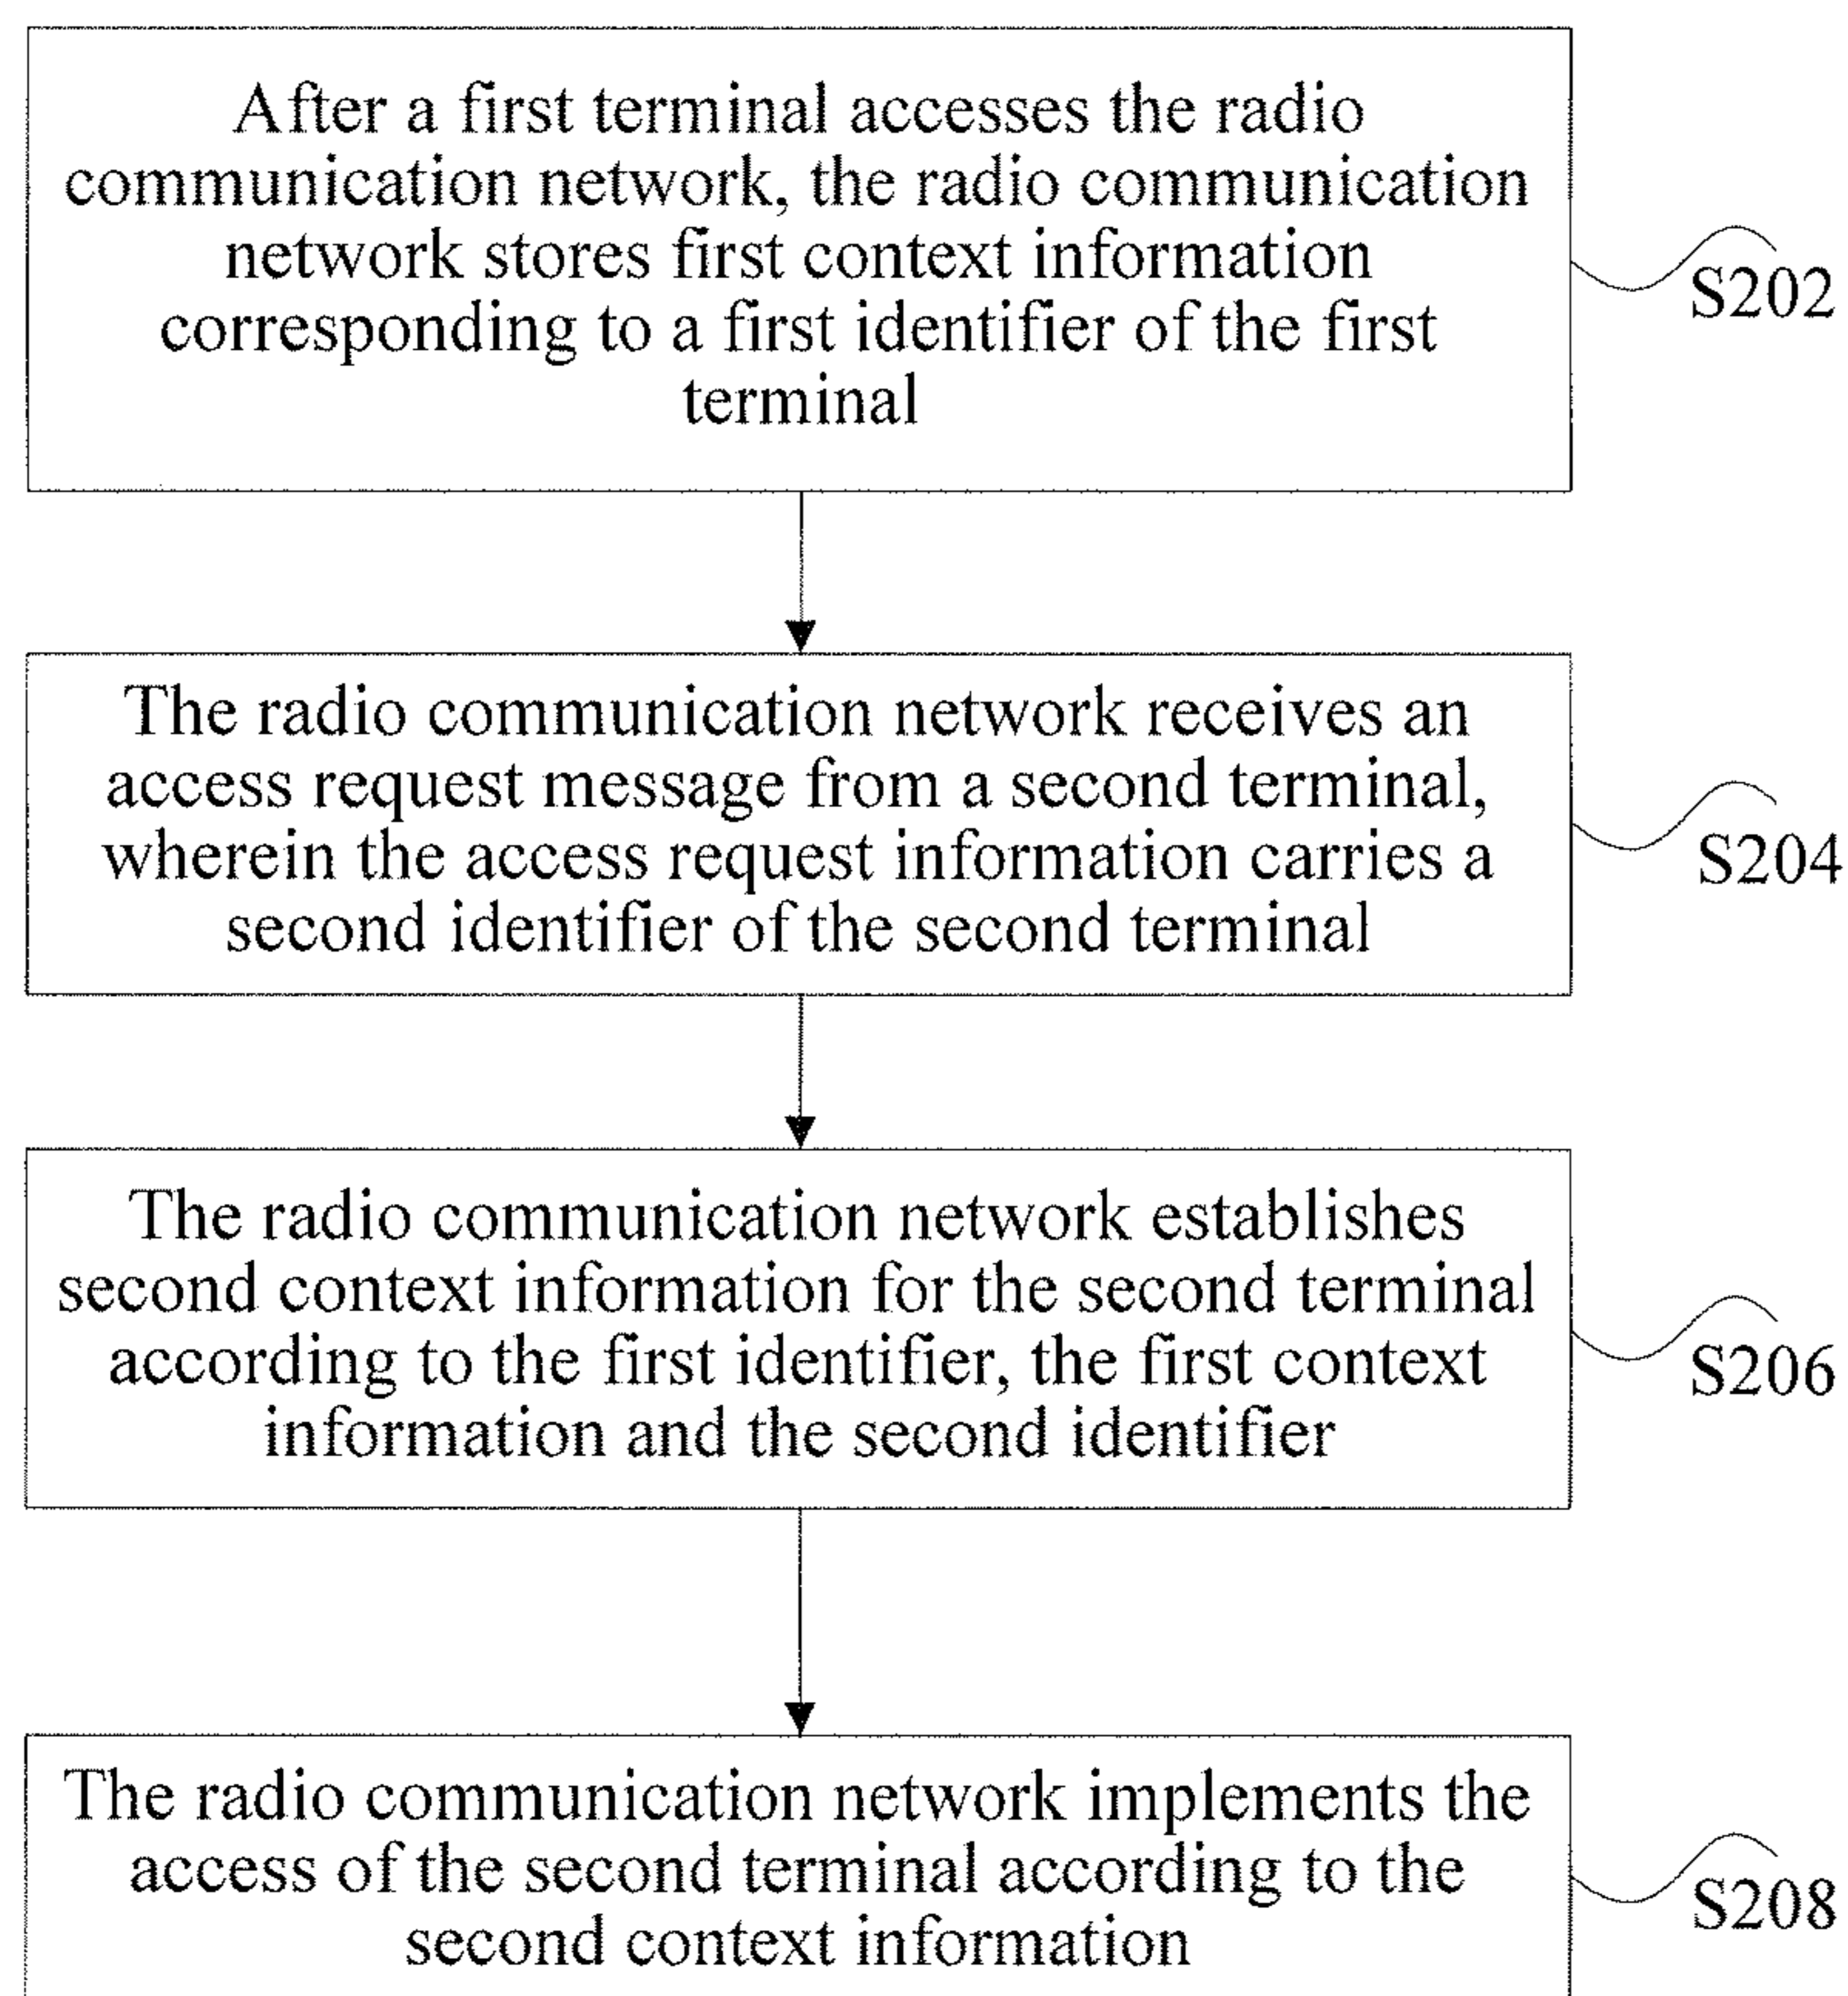 After a first terminal accesses the radio
communication network, the radio communication
network stores first context information
corresponding to a first identifier of the first
terminal
S202
The radio communication network receives an
access request message from a second terminal,
wherein the access request information carries a
second identifier of the second terminal
S204
The radio communication network establishes
second context information for the second terminal
according to the first identifier, the first context
information and the second identifier
S206
The radio communication network implements the
access of the second terminal according to the
second context information
S208